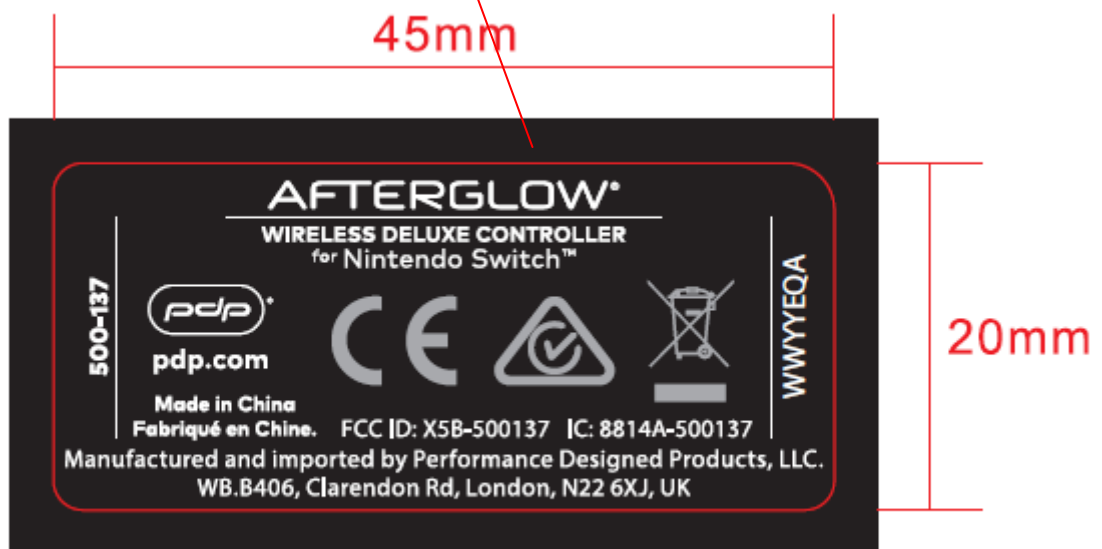 45mm
AFTERGLOW®
WIRELESS DELUXE CONTROLLER
for Nintendo Switch™
500-137
pdp®
pdp.com
Made in China
Fabriqué en Chine.
CE
WWYYEQA
20mm
FCC ID: X5B-500137 IC: 8814A-500137
Manufactured and imported by Performance Designed Products, LLC.
WB.B406, Clarendon Rd, London, N22 6XJ, UK